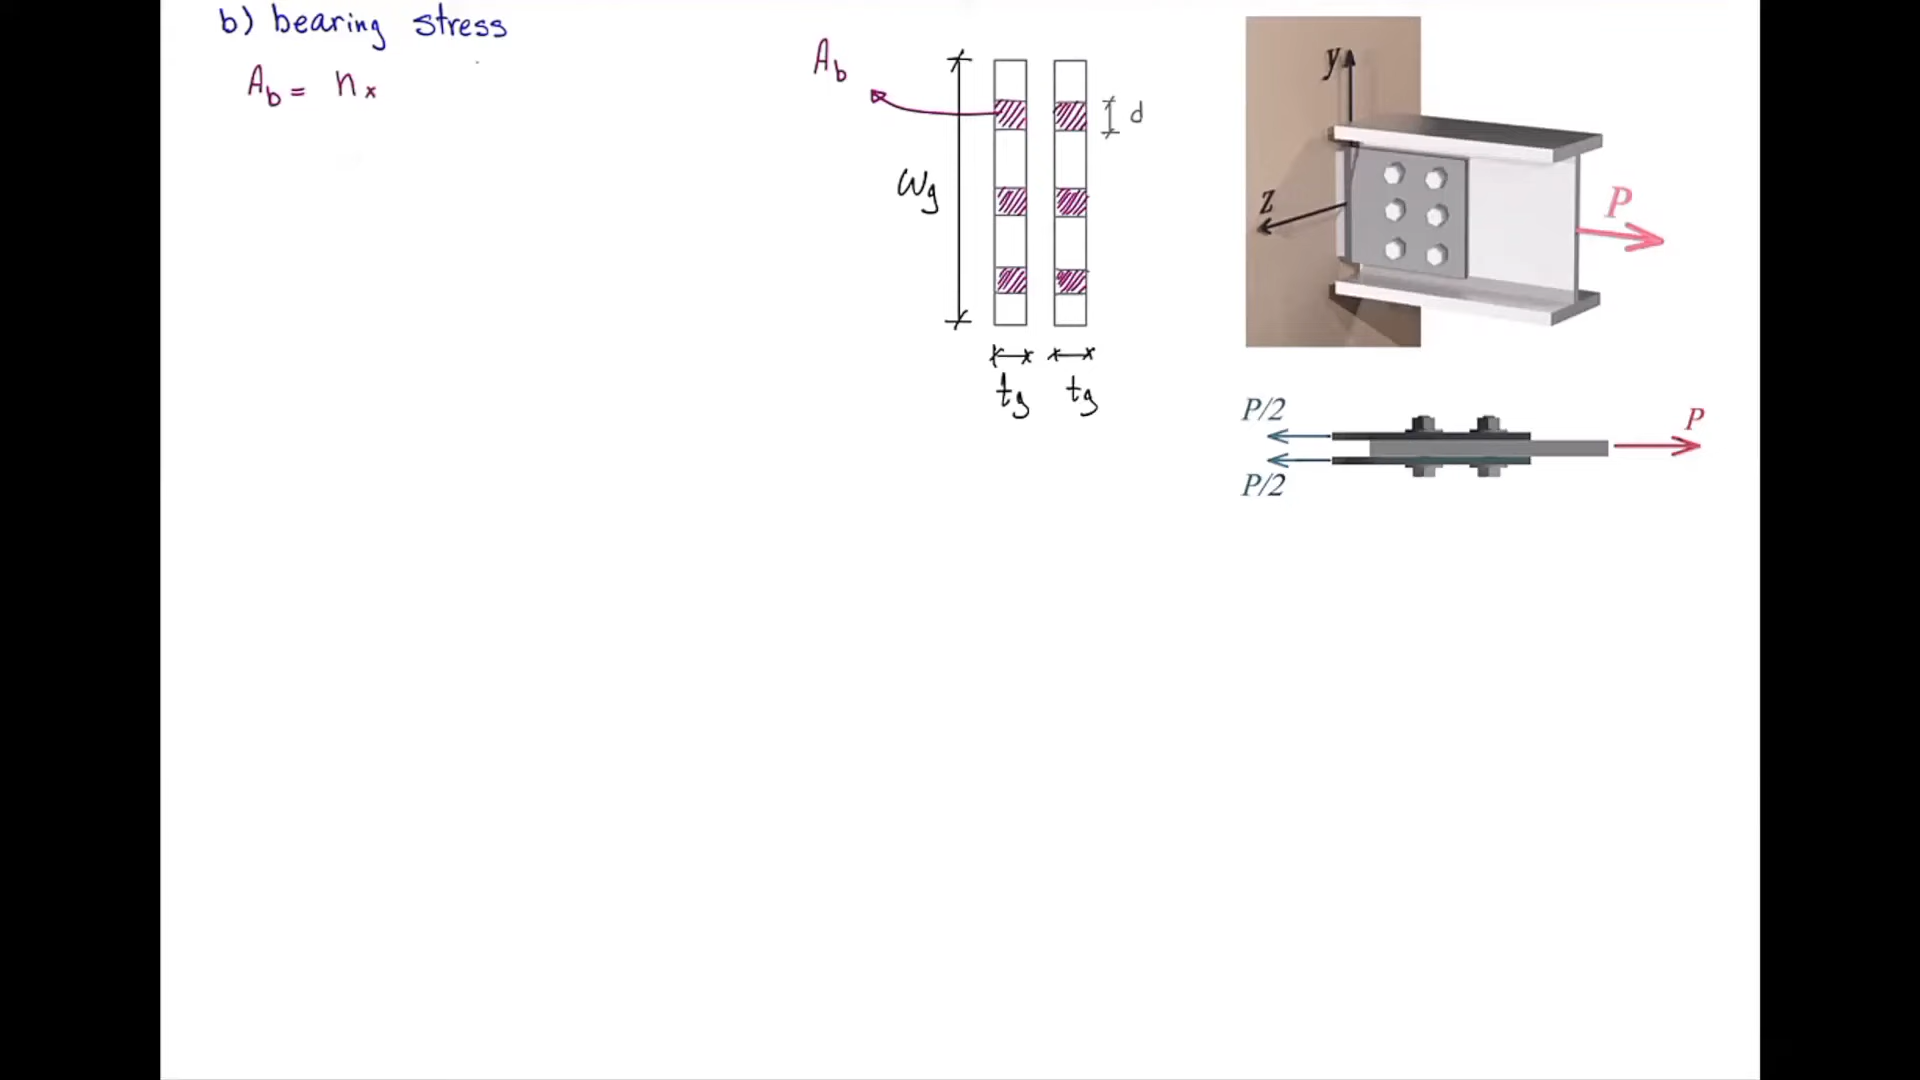 b) bearing stress
A_b = n ×
A_b
d
w_g
t_g t_g
y
z
P
P/2
P
P/2